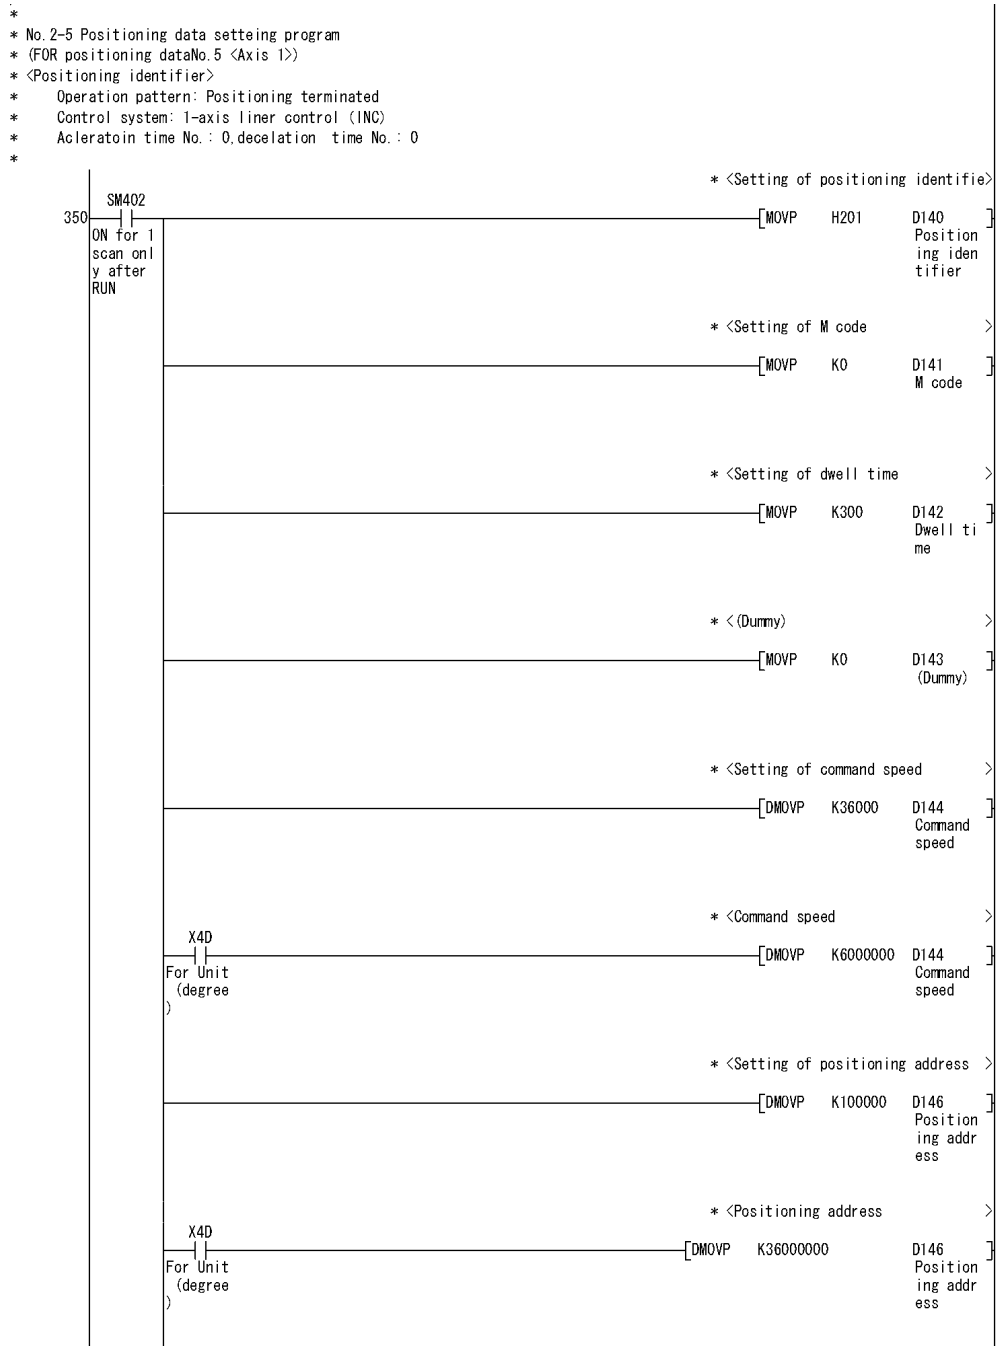 *
* No.2-5 Positioning data setteing program
* (FOR positioning dataNo.5 <Axis 1>)
* <Positioning identifier>
* Operation pattern: Positioning terminated
* Control system: 1-axis liner control (INC)
* Acleratoin time No.: 0,decelation time No.: 0
*
* <Setting of positioning identifie>
SM402
350
MOVP H201 D140
ON for 1
scan onl
y after
RUN
Position
ing iden
tifier
* <Setting of M code >
MOVP K0 D141
M code
* <Setting of dwell time >
MOVP K300 D142
Dwell ti
me
* <(Dummy) >
MOVP K0 D143
(Dummy)
* <Setting of command speed >
DMOVP K36000 D144
Command
speed
* <Command speed >
X4D
DMOVP K6000000 D144
For Unit
(degree
)
Command
speed
* <Setting of positioning address >
DMOVP K100000 D146
Position
ing addr
ess
* <Positioning address >
X4D
DMOVP K36000000 D146
For Unit
(degree
)
Position
ing addr
ess